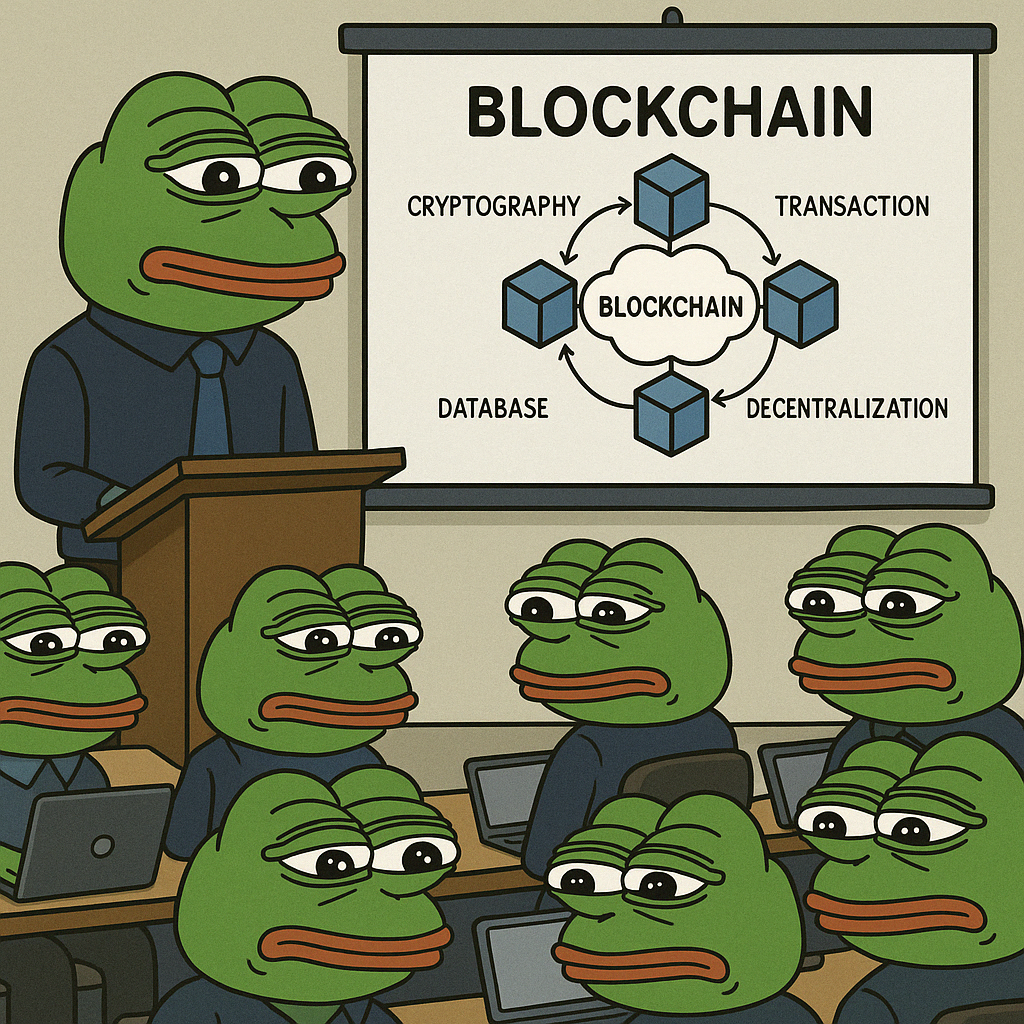 BLOCKCHAIN
CRYPTOGRAPHY
TRANSACTION
BLOCKCHAIN
DATABASE
DECENTRALIZATION